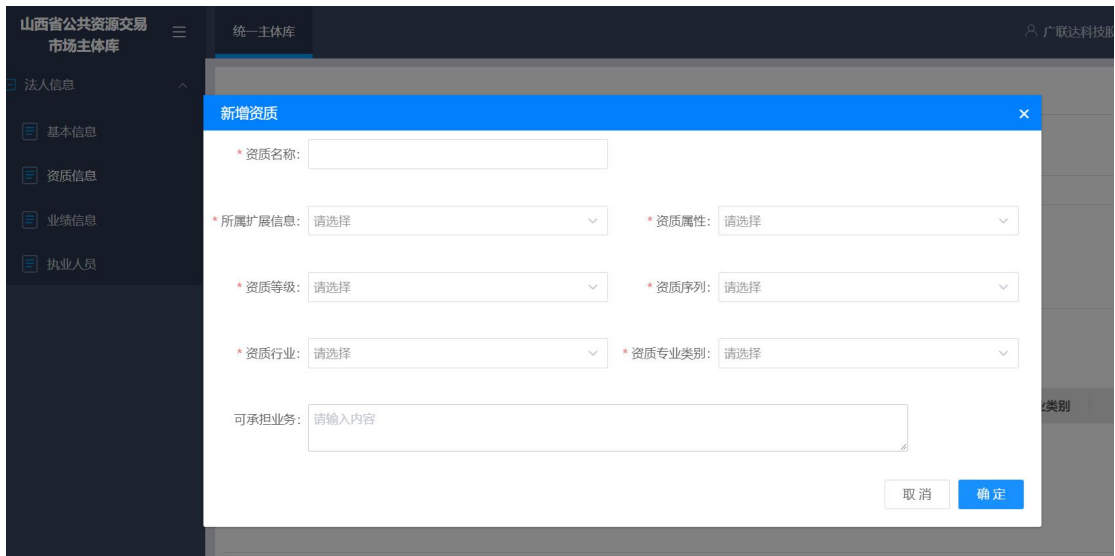 山西省公共资源交易
市场主体库
统一主体库
广联达科技股
法人信息
基本信息
资质信息
业绩信息
执业人员
新增资质
* 资质名称:
* 所属扩展信息: 请选择
* 资质属性: 请选择
* 资质等级: 请选择
* 资质序列: 请选择
* 资质行业: 请选择
* 资质专业类别: 请选择
可承担业务: 请输入内容
类别
取消
确定